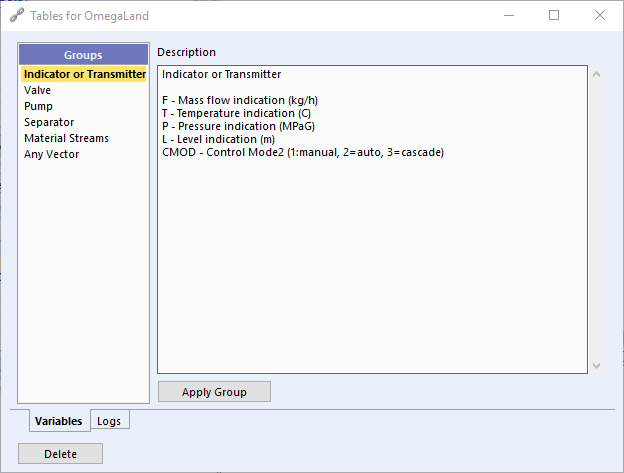 Tables for OmegaLand
Groups
Indicator or Transmitter
Valve
Pump
Separator
Material Streams
Any Vector
Description
Indicator or Transmitter
F - Mass flow indication (kg/h)
T - Temperature indication (C)
P - Pressure indication (MPaG)
L - Level indication (m)
CMOD - Control Mode2 (1:manual, 2=auto, 3=cascade)
Apply Group
Variables
Logs
Delete